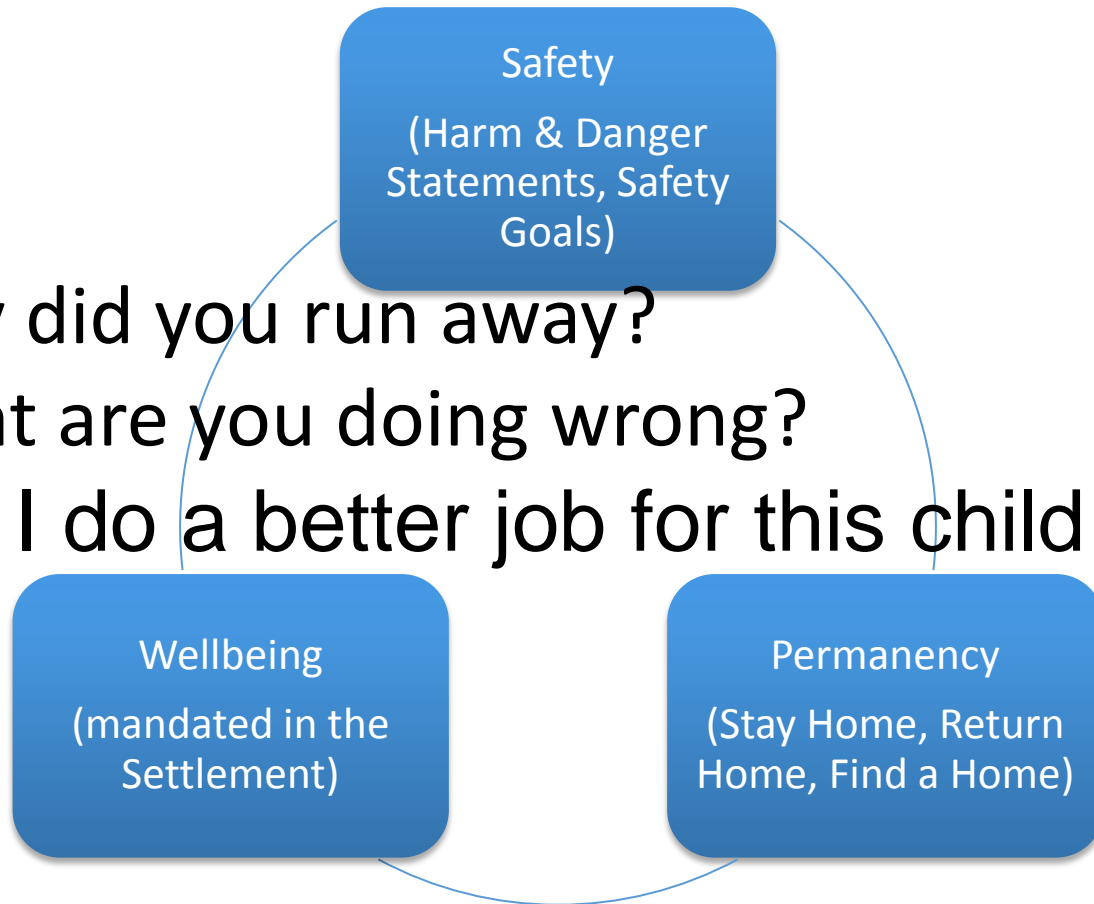 Safety
(Harm & Danger
Statements, Safety
Goals)
did you run away?
are you doing wrong?
I do a better job for this child
Wellbeing
(mandated in the
Settlement)
Permanency
(Stay Home, Return
Home, Find a Home)